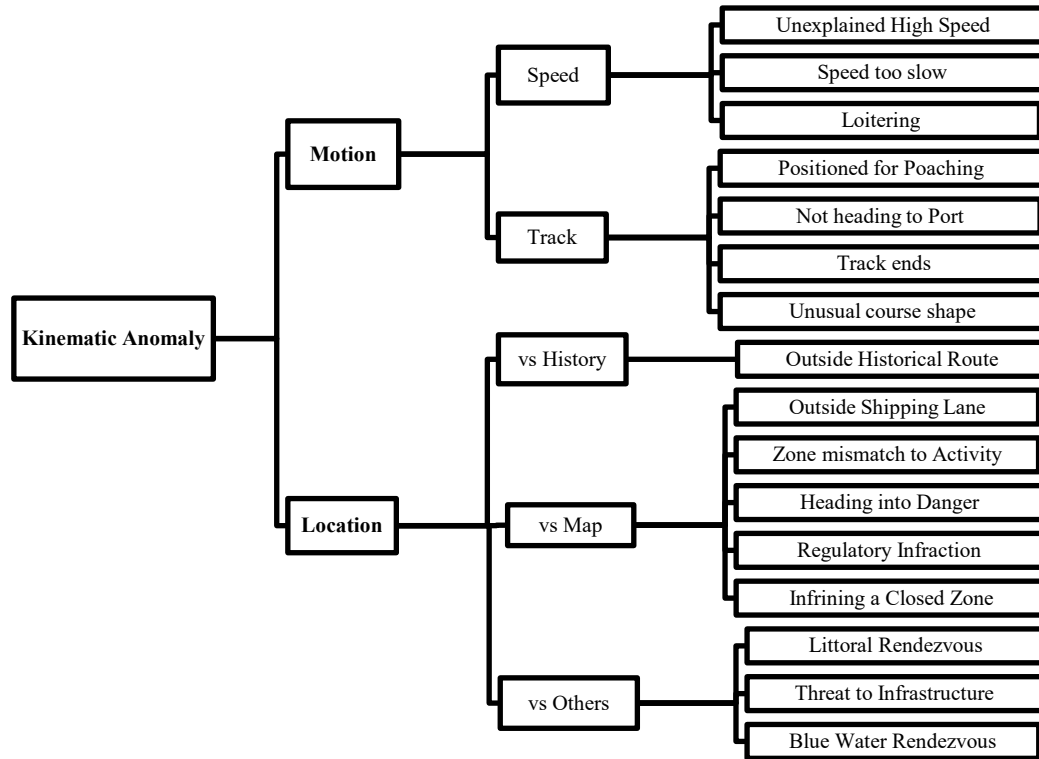 Unexplained High Speed
Speed
Speed too slow
Loitering
Motion
Positioned for Poaching
Not heading to Port
Track
Track ends
Unusual course shape
Kinematic Anomaly
vs History
Outside Historical Route
Outside Shipping Lane
Zone mismatch to Activity
Heading into Danger
Location
vs Map
Regulatory Infraction
Infrining a Closed Zone
Littoral Rendezvous
vs Others
Threat to Infrastructure
Blue Water Rendezvous